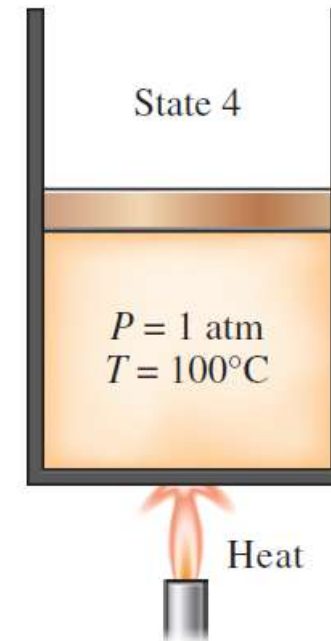 State 4
P = 1 atm
T = 100°C
Heat